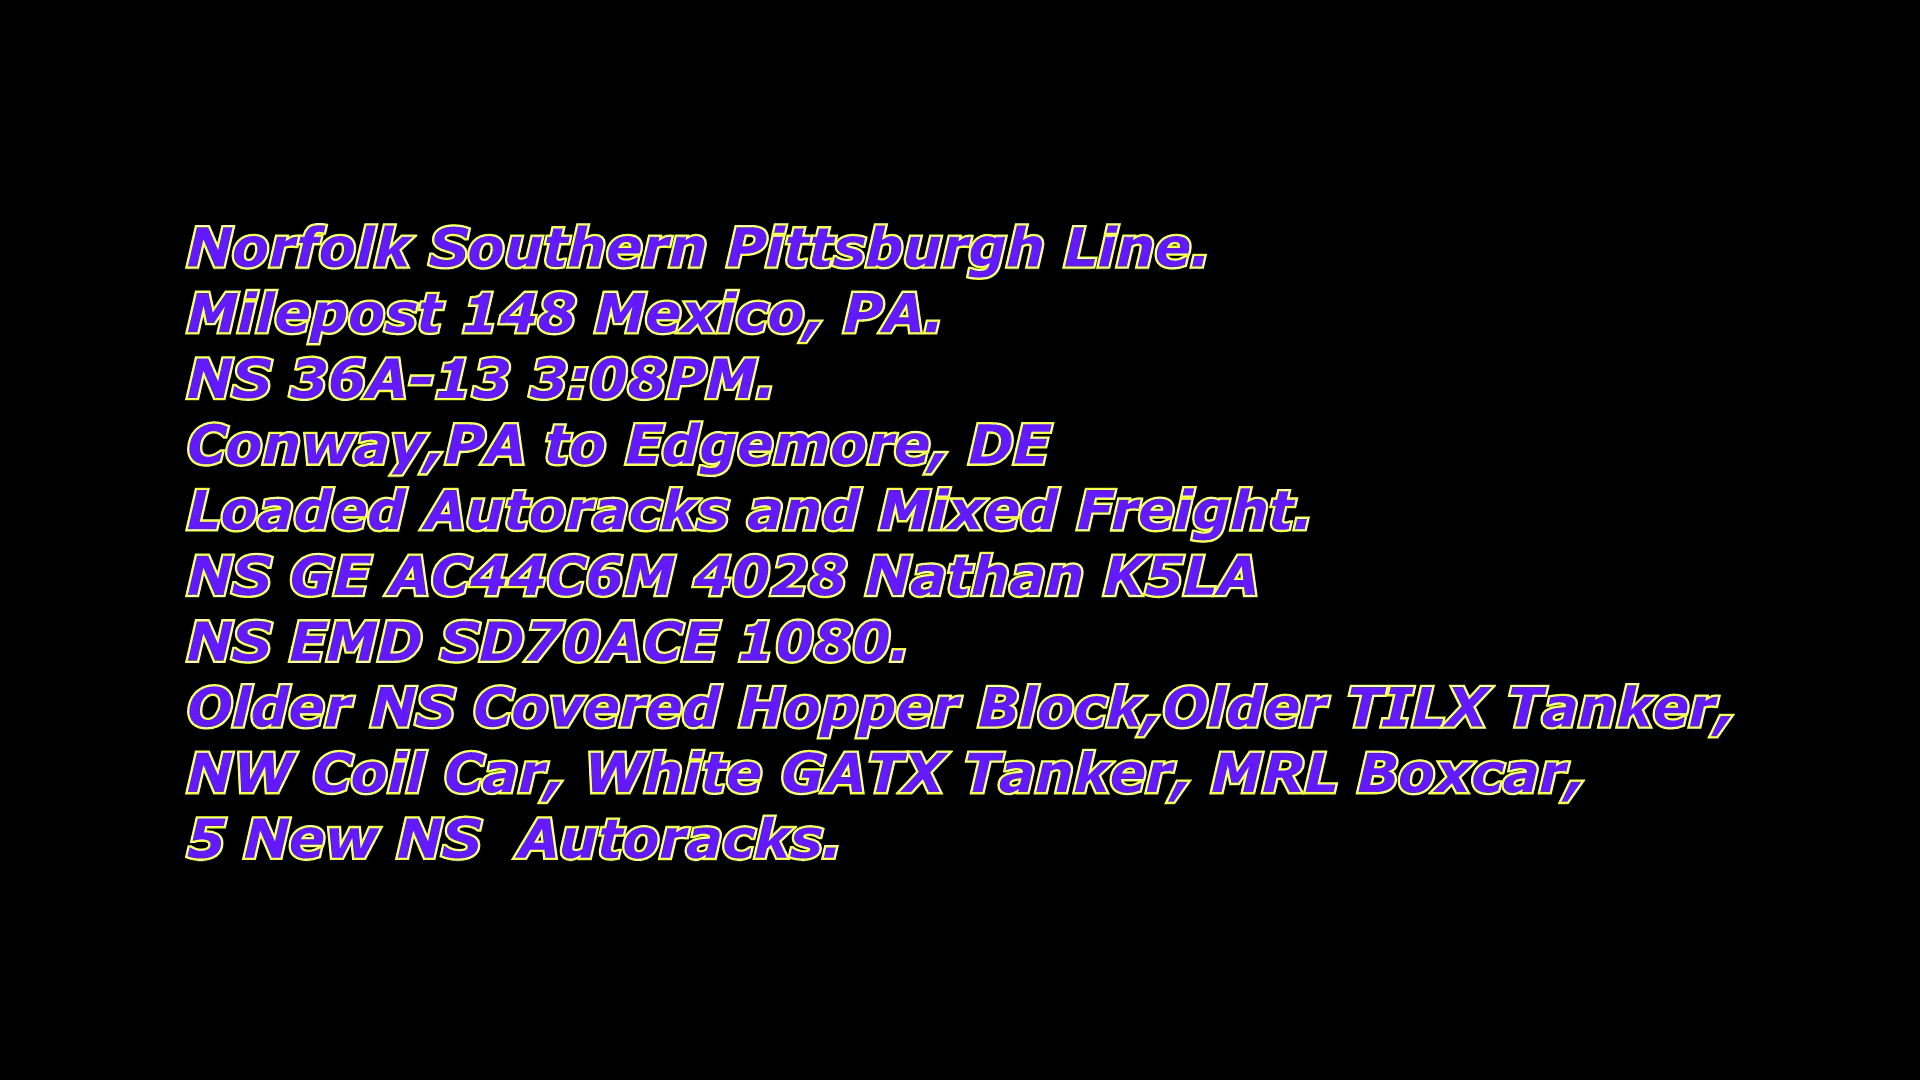 Norfolk Southern Pittsburgh Line.
Milepost 148 Mexico, PA.
NS 36A-13 3:08PM.
Conway,PA to Edgemore, DE
Loaded Autoracks and Mixed Freight.
NS GE AC44C6M 4028 Nathan K5LA
NS EMD SD70ACE 1080.
Older NS Covered Hopper Block,Older TILX Tanker,
NW Coil Car, White GATX Tanker, MRL Boxcar,
5 New NS  Autoracks.